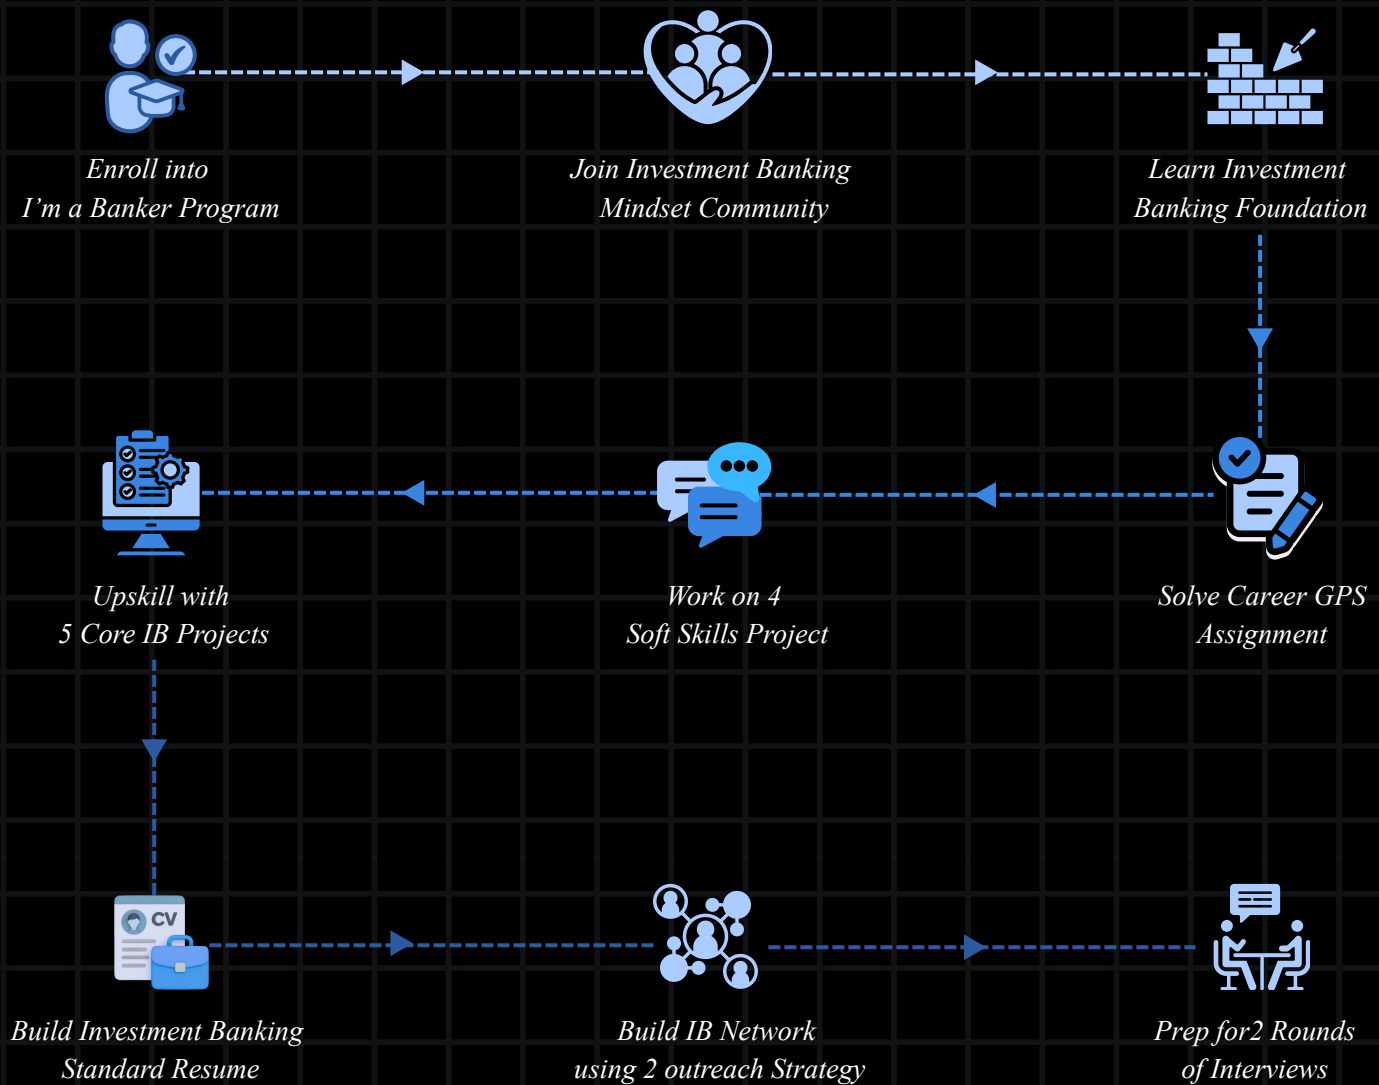 Enroll into
I’m a Banker Program
Join Investment Banking
Mindset Community
Learn Investment
Banking Foundation
Solve Career GPS
Assignment
Work on 4
Soft Skills Project
Upskill with
5 Core IB Projects
CV
Build Investment Banking
Standard Resume
Build IB Network
using 2 outreach Strategy
Prep for2 Rounds
of Interviews